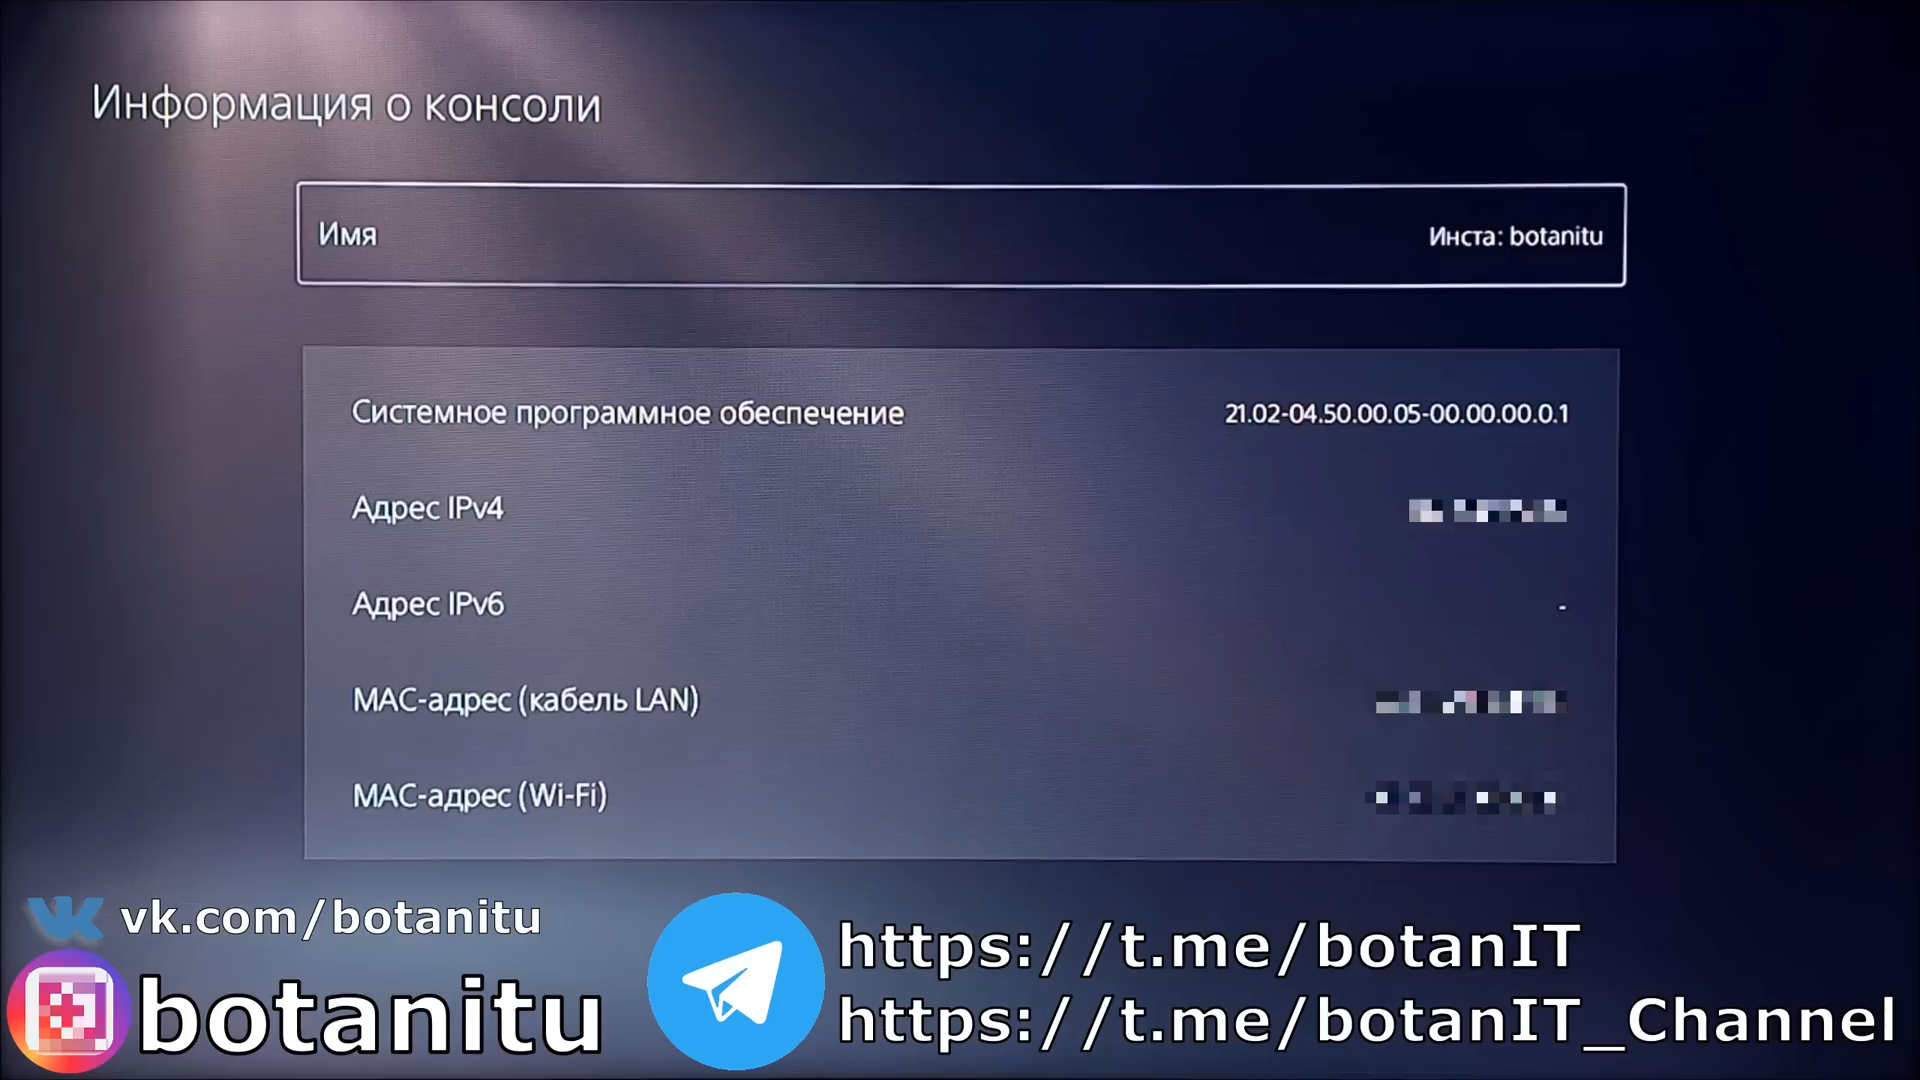 Информация о консоли
Имя
Инста: botanitu
Системное программное обеспечение
21.02-04.50.00.05-00.00.00.0.1
Адрес IPv4
Адрес IPv6
-
MAC-адрес (кабель LAN)
MAC-адрес (Wi-Fi)
vk.com/botanitu
botanitu
https://t.me/botanIT
https://t.me/botanIT_Channel